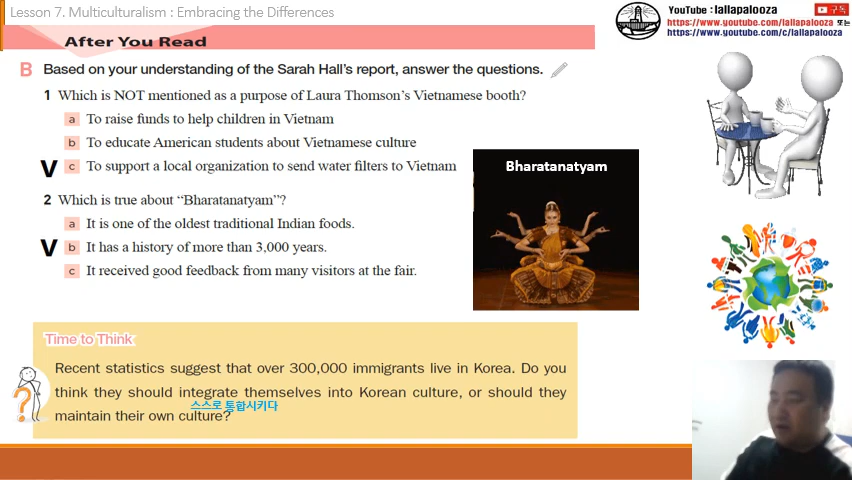 Lesson 7. Multiculturalism : Embracing the Differences
YouTube : lallapalooza
구독
https://www.youtube.com/lallapalooza 또는
https://www.youtube.com/c/lallapalooza
After You Read
B Based on your understanding of the Sarah Hall's report, answer the questions.
1 Which is NOT mentioned as a purpose of Laura Thomson's Vietnamese booth?
a To raise funds to help children in Vietnam
b To educate American students about Vietnamese culture
V c To support a local organization to send water filters to Vietnam
Bharatanatyam
2 Which is true about "Bharatanatyam"?
a It is one of the oldest traditional Indian foods.
V b It has a history of more than 3,000 years.
c It received good feedback from many visitors at the fair.
Time to Think
Recent statistics suggest that over 300,000 immigrants live in Korea. Do you
think they should integrate themselves into Korean culture, or should they
스스로 통합시키다
maintain their own culture?